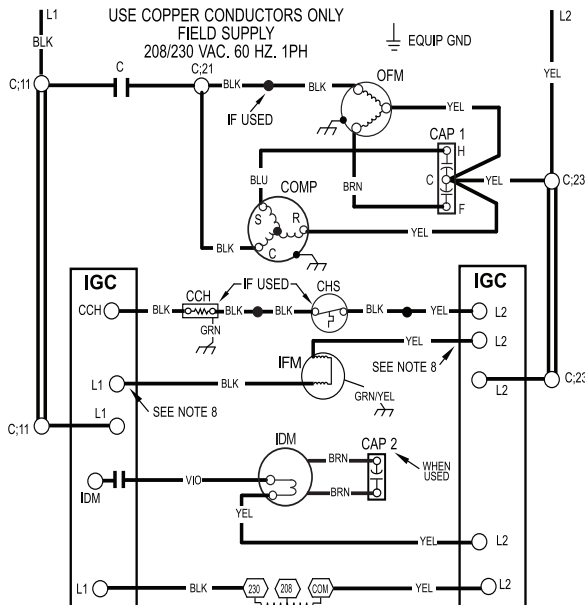 L1
USE COPPER CONDUCTORS ONLY
FIELD SUPPLY
208/230 VAC. 60 HZ. 1PH
EQUIP GND
L2
BLK
YEL
C;11
C
C;21
BLK
BLK
OFM
IF USED
YEL
CAP 1
H
BLU
COMP
BRN
C
YEL
C;23
S
R
F
BLK
C
YEL
IGC
IGC
IF USED
CCH
CHS
CCH
BLK
BLK
BLK
BLK
YEL
L2
GRN
YEL
L2
IFM
SEE NOTE 8
L1
BLK
GRN/YEL
L2
C;23
SEE NOTE 8
C;11
L1
IDM
CAP 2
BRN
WHEN
USED
VIO
IDM
BRN
YEL
L2
L1
BLK
230
208
COM
YEL
L2